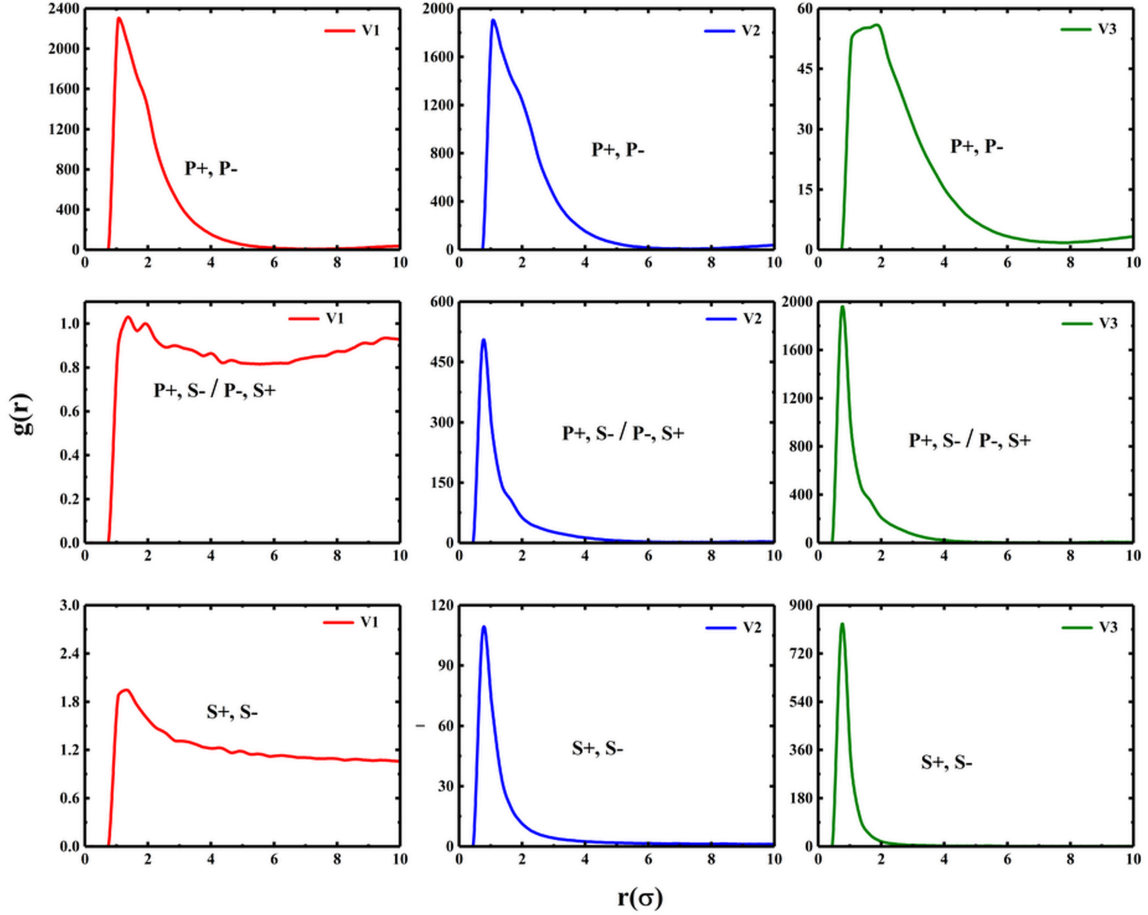 2400
2000
1600
1200
800
400
0
0 2 4 6 8 10
V1
P+, P-
2000
1600
1200
800
400
0
0 2 4 6 8 10
V2
P+, P-
60
45
30
15
0
0 2 4 6 8 10
V3
P+, P-
g(r)
1.0
0.8
0.6
0.4
0.2
0.0
0 2 4 6 8 10
V1
P+, S- / P-, S+
600
450
300
150
0
0 2 4 6 8 10
V2
P+, S- / P-, S+
2000
1600
1200
800
400
0
0 2 4 6 8 10
V3
P+, S- / P-, S+
3.0
2.4
1.8
1.2
0.6
0.0
0 2 4 6 8 10
V1
S+, S-
120
90
60
30
0
0 2 4 6 8 10
V2
S+, S-
900
720
540
360
180
0
0 2 4 6 8 10
V3
S+, S-
r(σ)